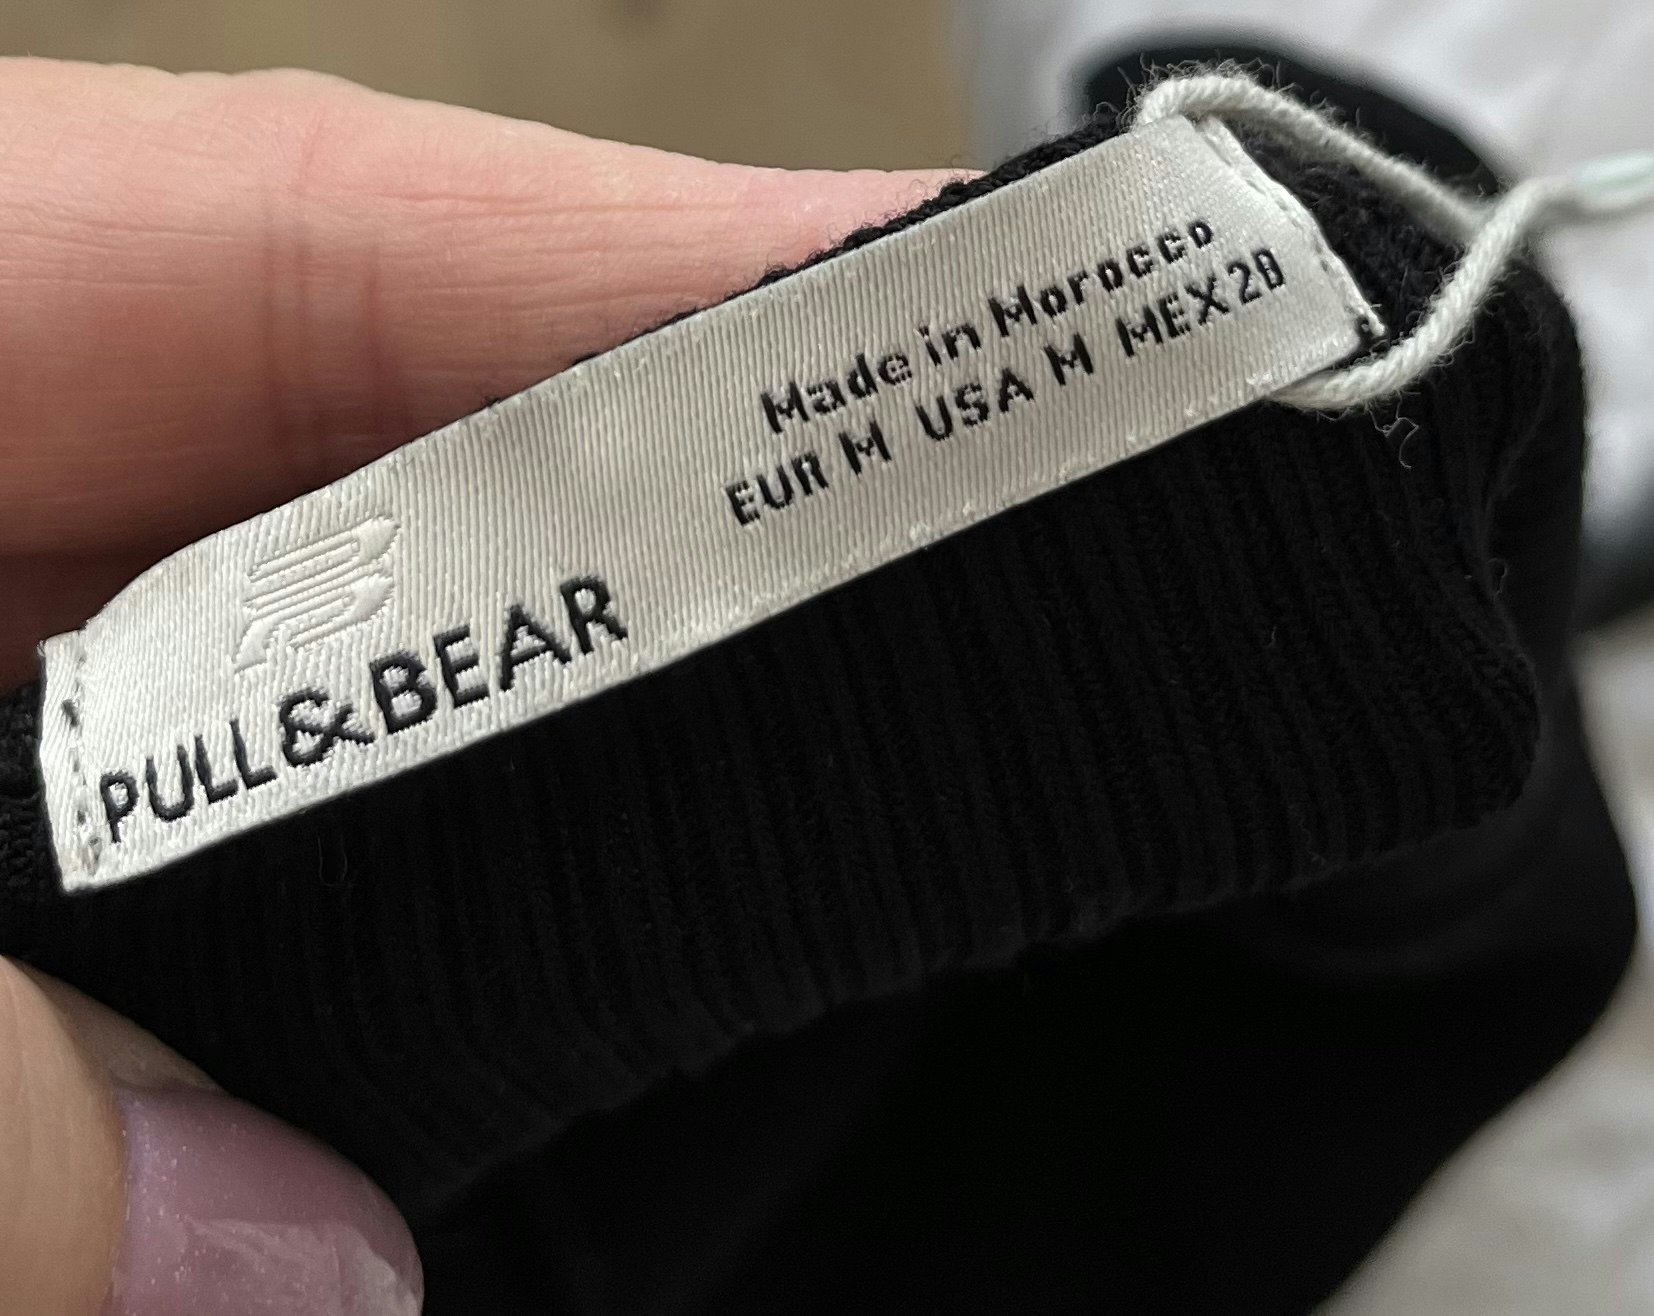 PULL&BEAR
Made in Morocco
EUR M USA M MEX 28